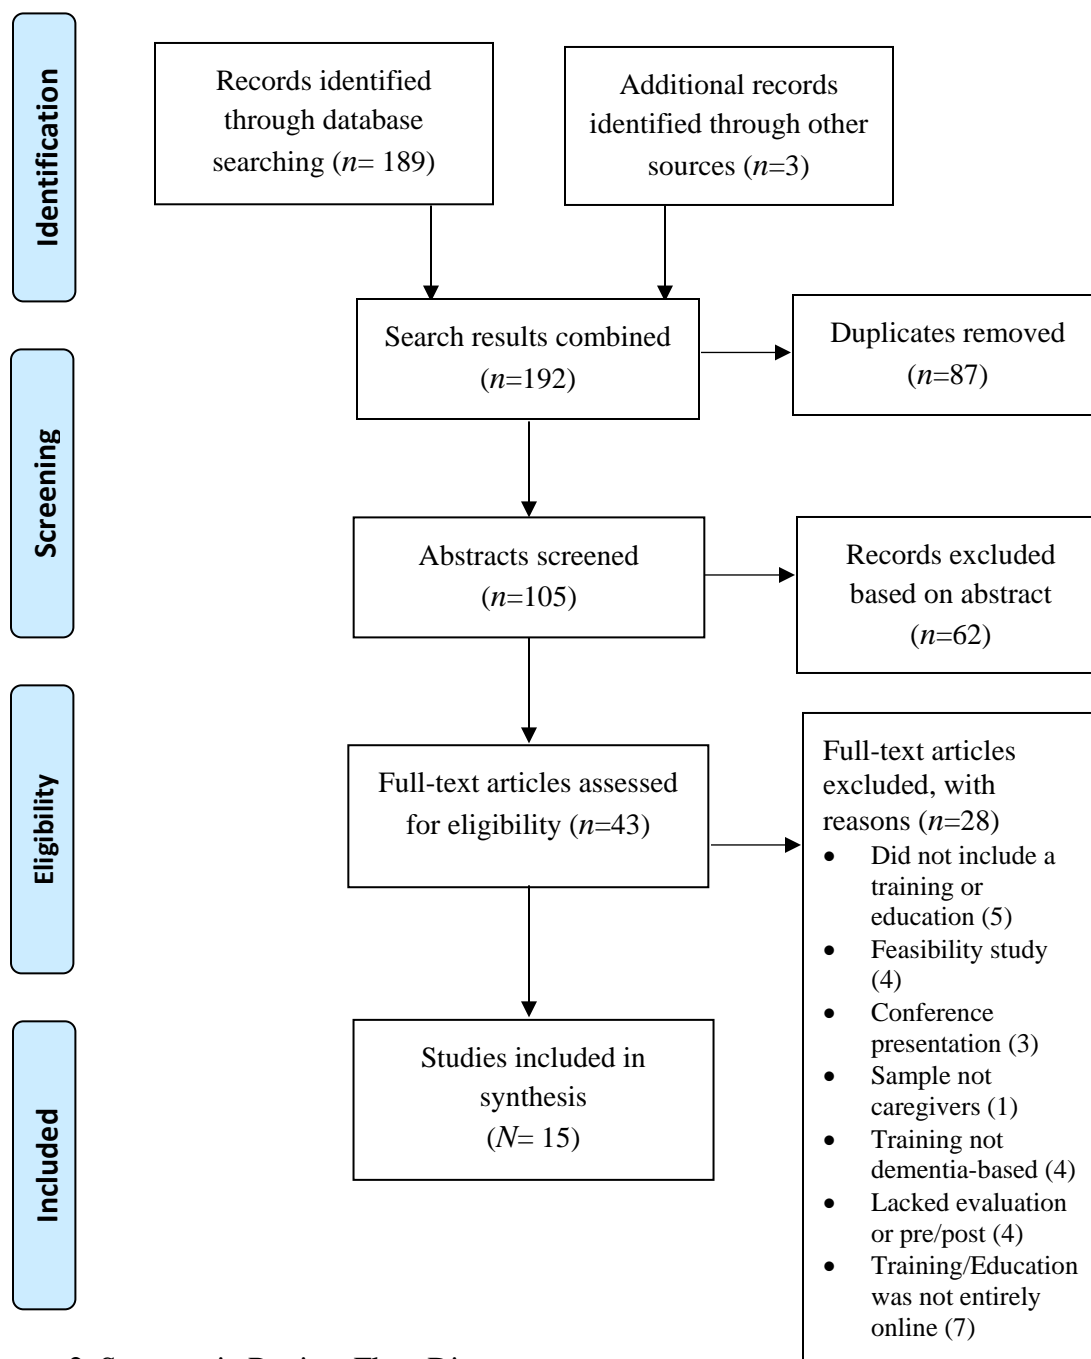 Identification
Records identified
through database
searching (n= 189)
Additional records
identified through other
sources (n=3)
Search results combined
(n=192)
Duplicates removed
(n=87)
Screening
Abstracts screened
(n=105)
Records excluded
based on abstract
(n=62)
Eligibility
Full-text articles assessed
for eligibility (n=43)
Full-text articles
excluded, with
reasons (n=28)
• Did not include a
training or
education (5)
• Feasibility study
(4)
• Conference
presentation (3)
• Sample not
caregivers (1)
• Training not
dementia-based (4)
• Lacked evaluation
or pre/post (4)
• Training/Education
was not entirely
online (7)
Included
Studies included in
synthesis
(N= 15)